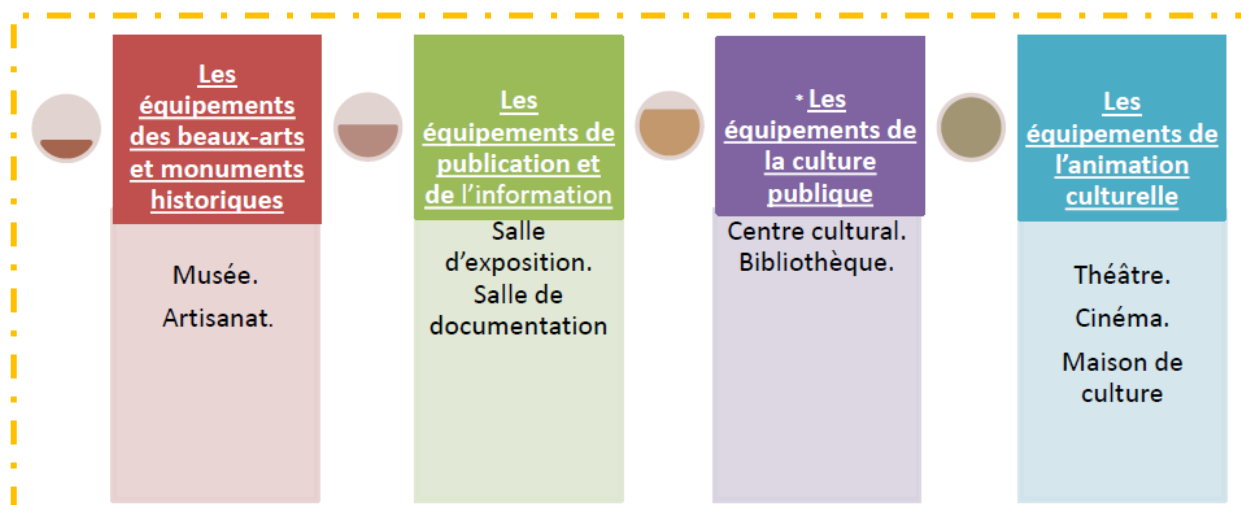 Les
équipements
des beaux-arts
et monuments
historiques
Musée.
Artisanat.
Les
équipements de
publication et
de l’information
Salle
d’exposition.
Salle de
documentation
* Les
équipements de
la culture
publique
Centre cultural.
Bibliothèque.
Les
équipements de
l’animation
culturelle
Théâtre.
Cinéma.
Maison de
culture